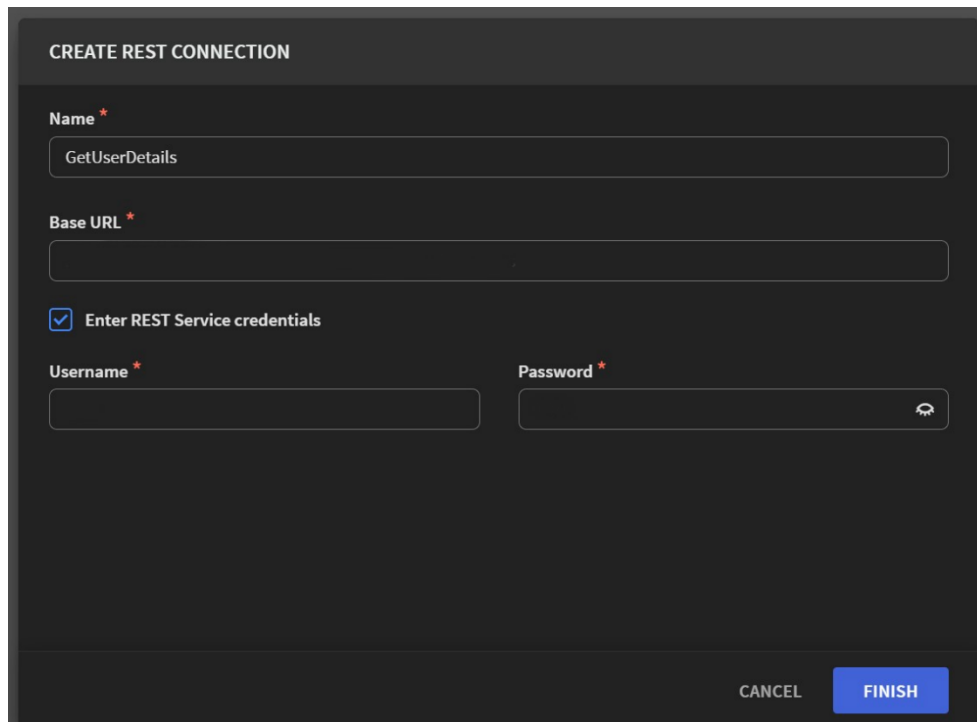 CREATE REST CONNECTION
Name *
GetUserDetails
Base URL *
Enter REST Service credentials
Username * Password *
CANCEL FINISH